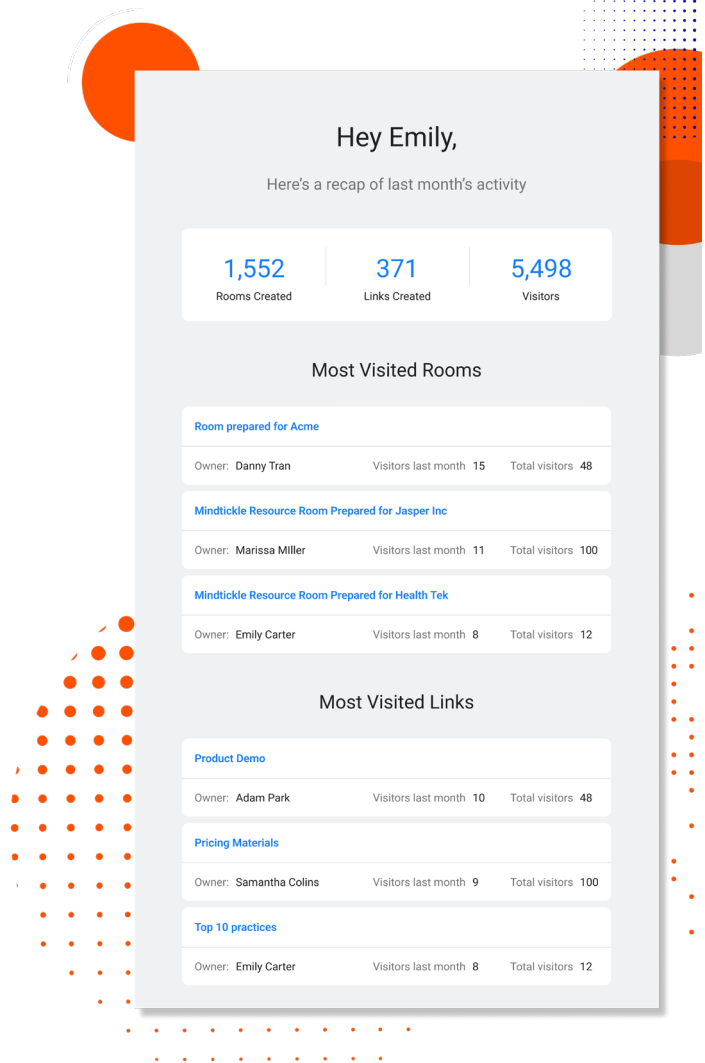 Hey Emily,
Here's a recap of last month's activity
1,552 371 5,498
Rooms Created Links Created Visitors
Most Visited Rooms
Room prepared for Acme
Owner: Danny Tran Visitors last month 15 Total visitors 48
Mindtickle Resource Room Prepared for Jasper Inc
Owner: Marissa MIller Visitors last month 11 Total visitors 100
Mindtickle Resource Room Prepared for Health Tek
Owner: Emily Carter Visitors last month 8 Total visitors 12
Most Visited Links
Product Demo
Owner: Adam Park Visitors last month 10 Total visitors 48
Pricing Materials
Owner: Samantha Colins Visitors last month 9 Total visitors 100
Top 10 practices
Owner: Emily Carter Visitors last month 8 Total visitors 12